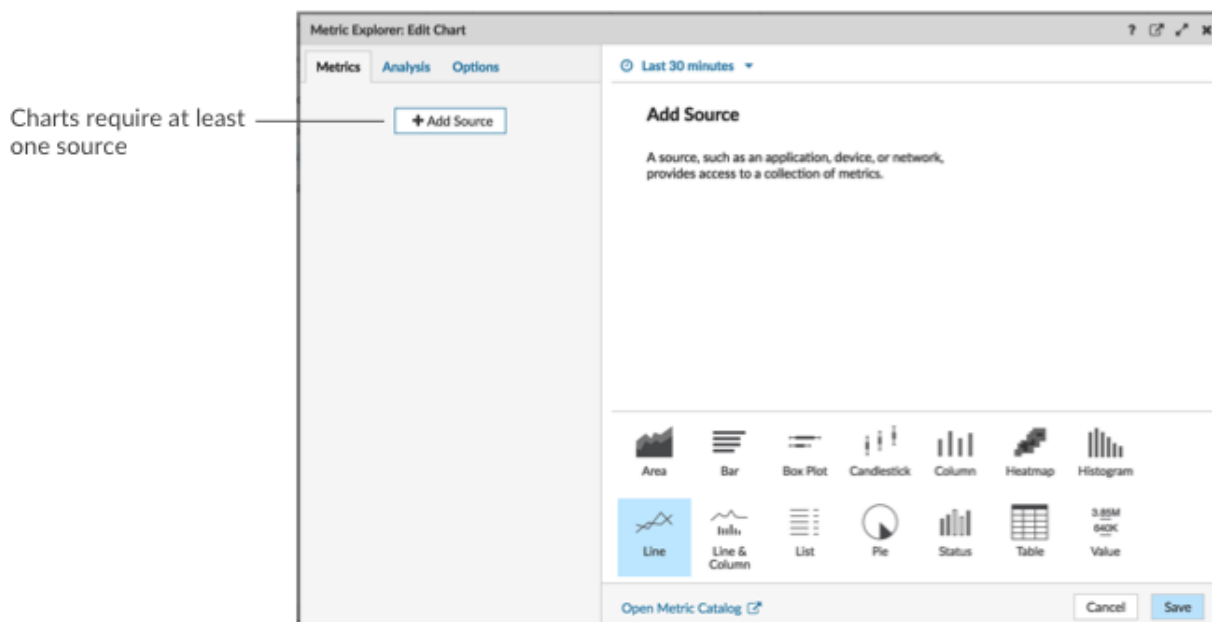 Metric Explorer: Edit Chart
?
Metrics Analysis Options
Last 30 minutes
Charts require at least
one source
+ Add Source
Add Source
A source, such as an application, device, or network,
provides access to a collection of metrics.
Area Bar Box Plot Candlestick Column Heatmap Histogram
3.85M
640K
Line Line &
Column List Pie Status Table Value
Open Metric Catalog
Cancel Save